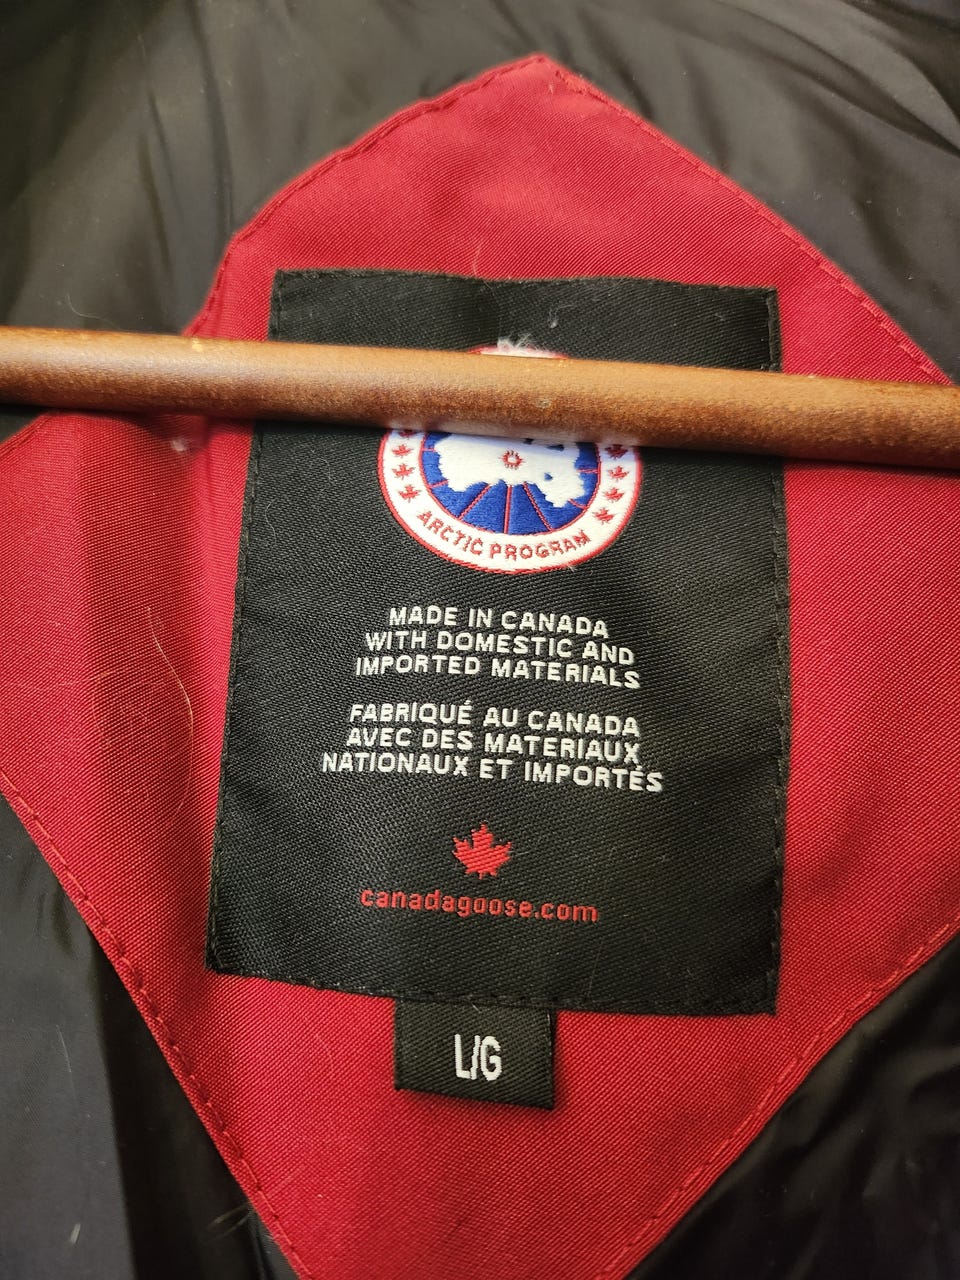 ARCTIC PROGRAM
MADE IN CANADA
WITH DOMESTIC AND
IMPORTED MATERIALS
FABRIQUÉ AU CANADA
AVEC DES MATERIAUX
NATIONAUX ET IMPORTÉS
canadagoose.com
L/G